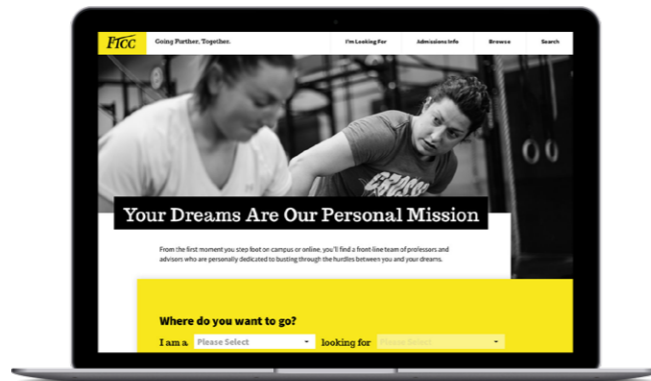 FTCC
Going Further, Together.
I'm Looking For
Admissions Info
Browse
Search
Your Dreams Are Our Personal Mission
From the first moment you step foot on campus or online, you'll find a front-line team of professors and
advisors who are personally dedicated to busting through the hurdles between you and your dreams.
Where do you want to go?
I am a Please Select looking for Please Select